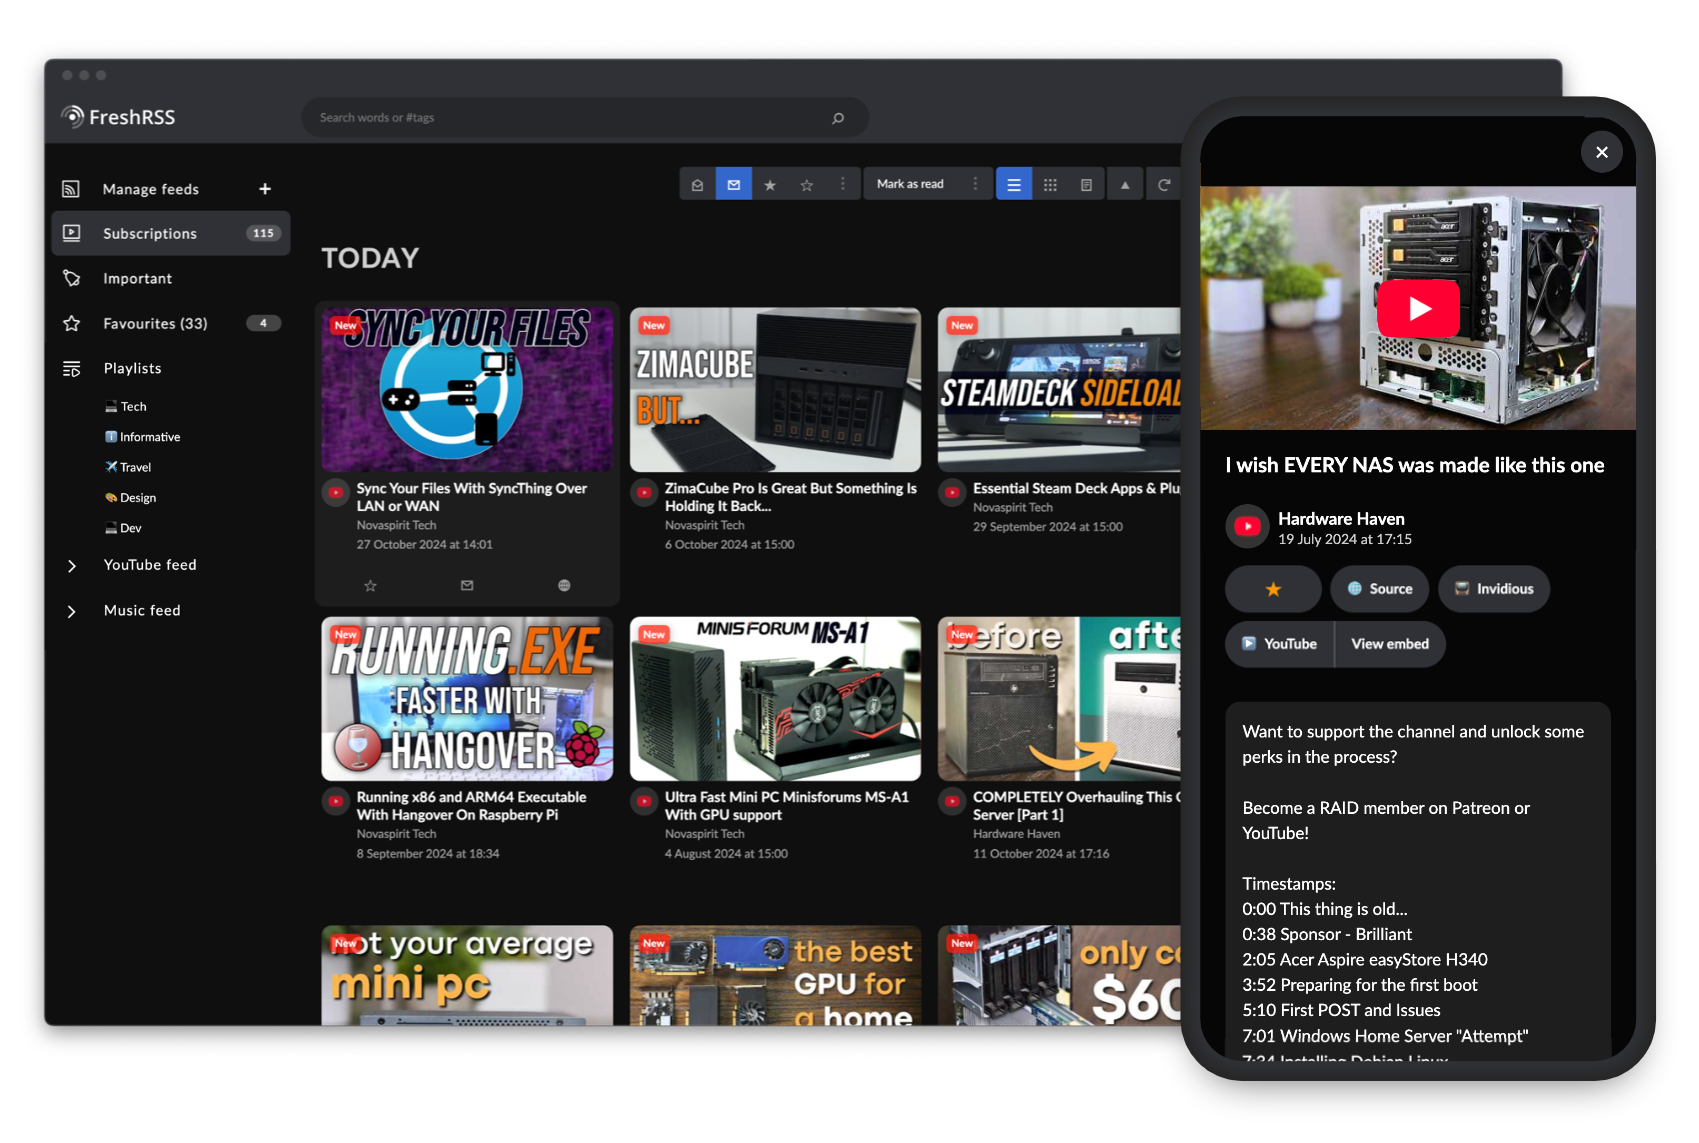 FreshRSS
Search words or #tags
Manage feeds
Subscriptions 115
Important
Favourites (33) 4
Playlists
Tech
Informative
Travel
Design
Dev
YouTube feed
Music feed
Mark as read
TODAY
New
SYNC YOUR FILES
Sync Your Files With SyncThing Over
LAN or WAN
Novaspirit Tech
27 October 2024 at 14:01
New
ZIMACUBE
BUT...
ZimaCube Pro Is Great But Something Is
Holding It Back...
Novaspirit Tech
6 October 2024 at 15:00
New
STEAMDECK SIDELOAD
Essential Steam Deck Apps & Plug
Novaspirit Tech
29 September 2024 at 15:00
New
RUNNING.EXE
FASTER WITH
HANGOVER
Running x86 and ARM64 Executable
With Hangover On Raspberry Pi
Novaspirit Tech
8 September 2024 at 18:34
New
MINISFORUM MS-A1
Ultra Fast Mini PC Minisforums MS-A1
With GPU support
Novaspirit Tech
4 August 2024 at 15:00
New
before afte
COMPLETELY Overhauling This
Server [Part 1]
Hardware Haven
11 October 2024 at 17:16
New
not your average
mini pc
New
the best
GPU for
a home
New
only co
$60
I wish EVERY NAS was made like this one
Hardware Haven
19 July 2024 at 17:15
Source
Invidious
YouTube
View embed
Want to support the channel and unlock some
perks in the process?
Become a RAID member on Patreon or
YouTube!
Timestamps:
0:00 This thing is old...
0:38 Sponsor - Brilliant
2:05 Acer Aspire easyStore H340
3:52 Preparing for the first boot
5:10 First POST and Issues
7:01 Windows Home Server "Attempt"
7:34 Installing Debian Linux